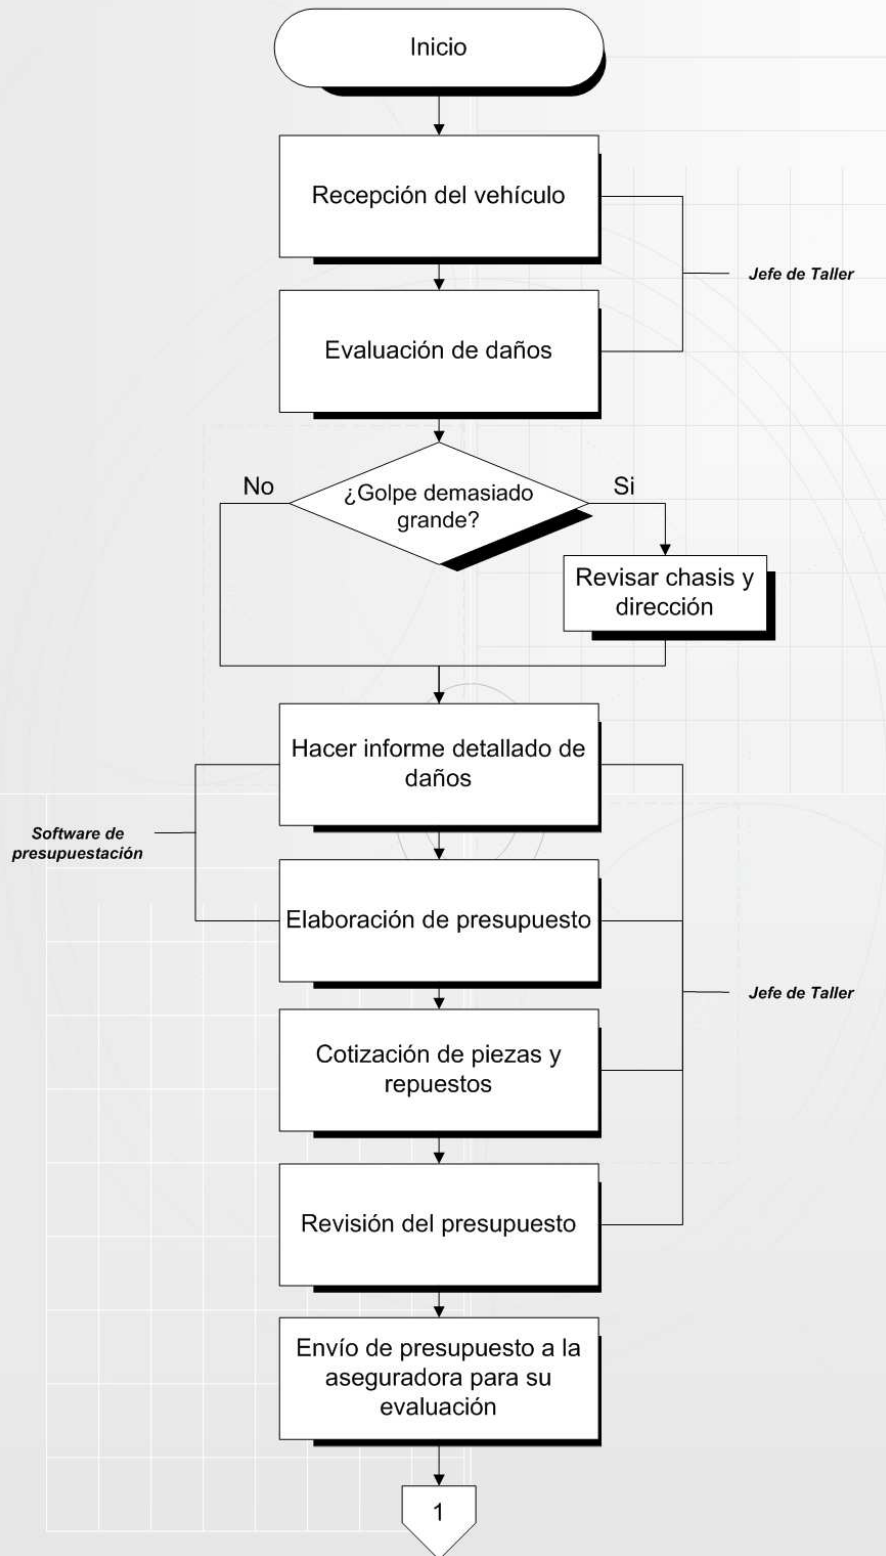 Inicio
Recepción del vehículo
Jefe de Taller
Evaluación de daños
¿Golpe demasiado
grande?
No
Si
Revisar chasis y
dirección
Hacer informe detallado de
daños
Software de
presupuestación
Elaboración de presupuesto
Jefe de Taller
Cotización de piezas y
repuestos
Revisión del presupuesto
Envío de presupuesto a la
aseguradora para su
evaluación
1